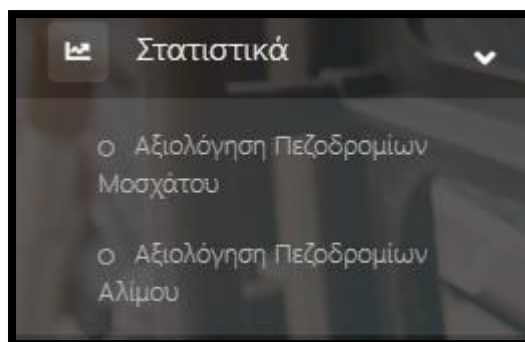 Στατιστικά
Αξιολόγηση Πεζοδρομίων
Μοσχάτου
Αξιολόγηση Πεζοδρομίων
Αλίμου